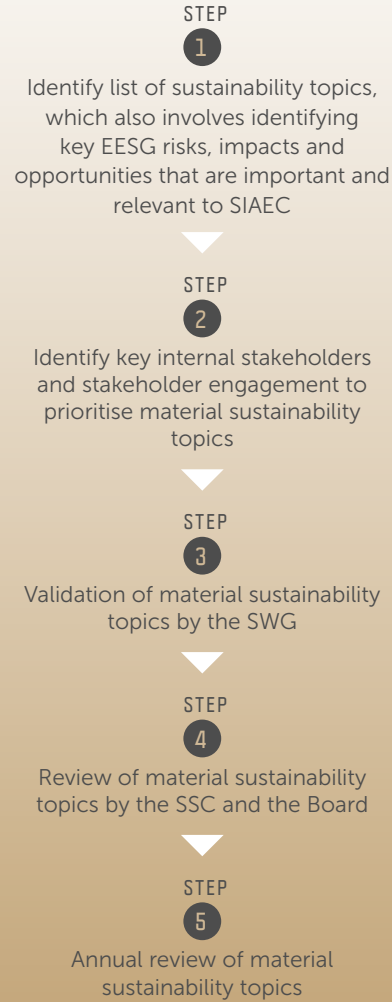 STEP
1
Identify list of sustainability topics,
which also involves identifying
key EESG risks, impacts and
opportunities that are important and
relevant to SIAEC
STEP
2
Identify key internal stakeholders
and stakeholder engagement to
prioritise material sustainability
topics
STEP
3
Validation of material sustainability
topics by the SWG
STEP
4
Review of material sustainability
topics by the SSC and the Board
STEP
5
Annual review of material
sustainability topics